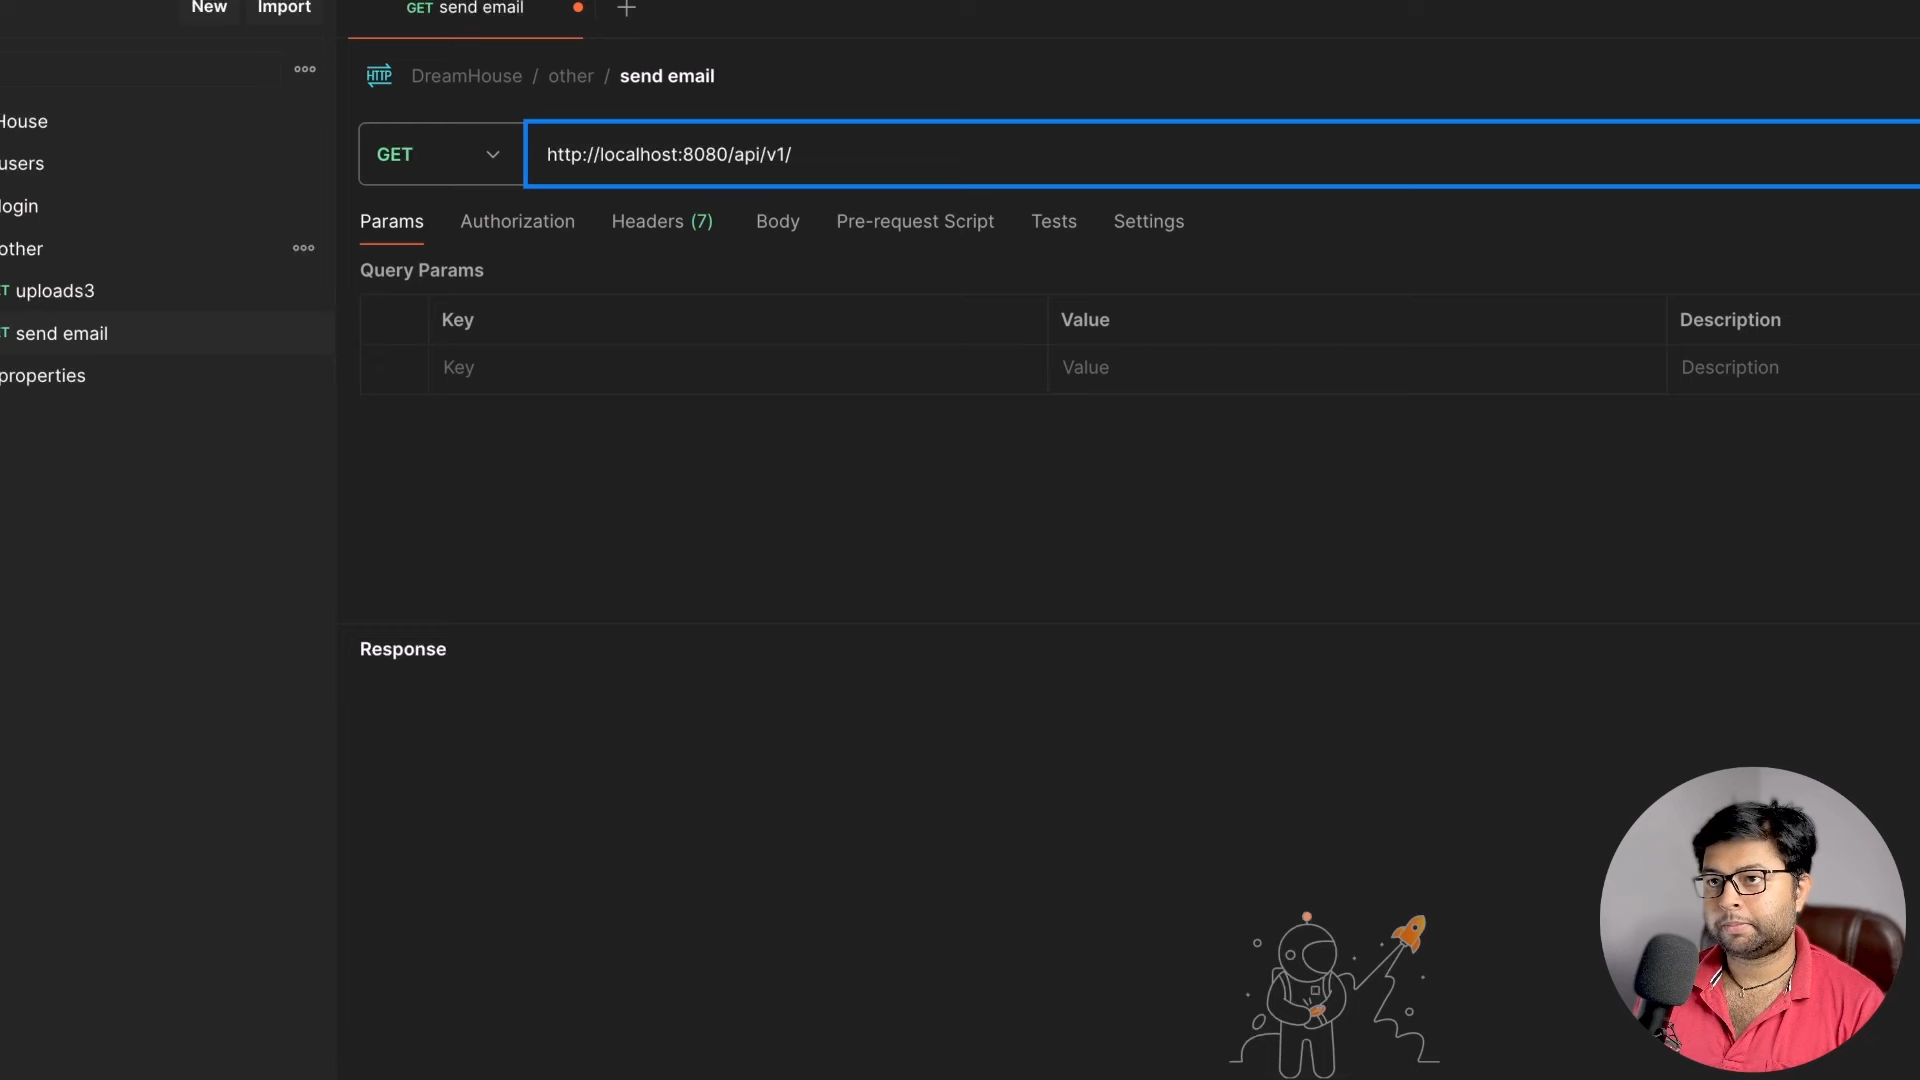 New Import
GET send email
HTTP DreamHouse / other / send email
House
users
login
other
T uploads3
T send email
properties
GET http://localhost:8080/api/v1/
Params Authorization Headers (7) Body Pre-request Script Tests Settings
Query Params
Key Value Description
Key Value Description
Response